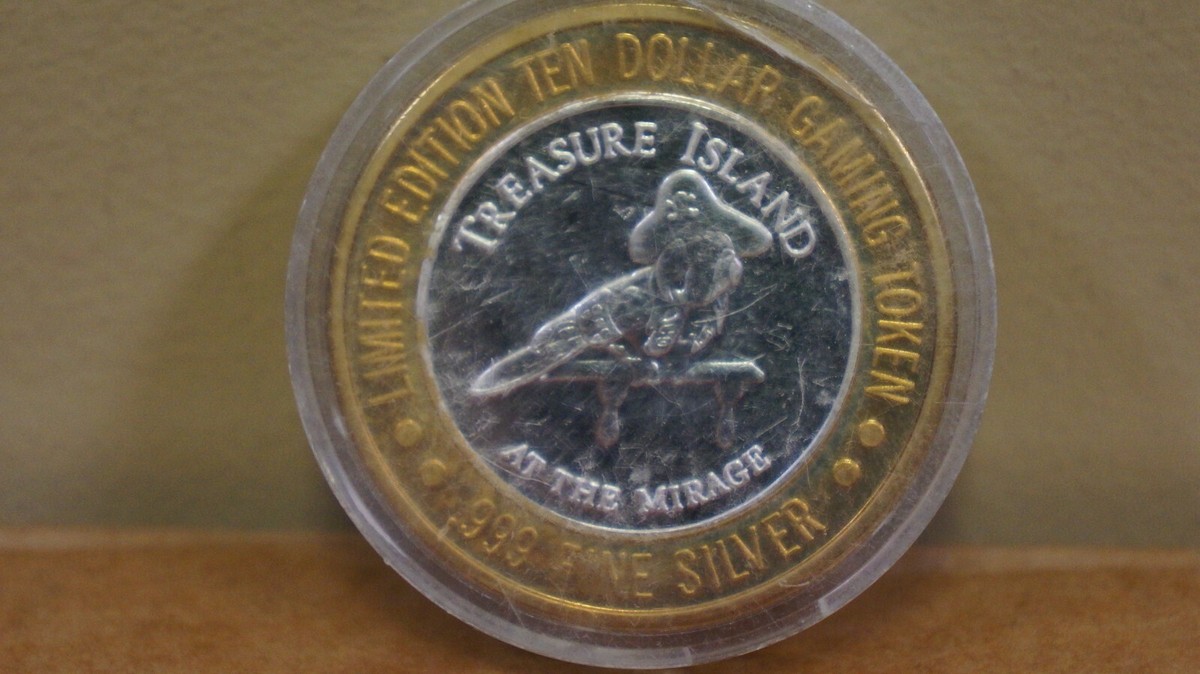 LIMITED EDITION TEN DOLLAR GAMING TOKEN
TREASURE ISLAND
AT THE MIRAGE
.999 FINE SILVER